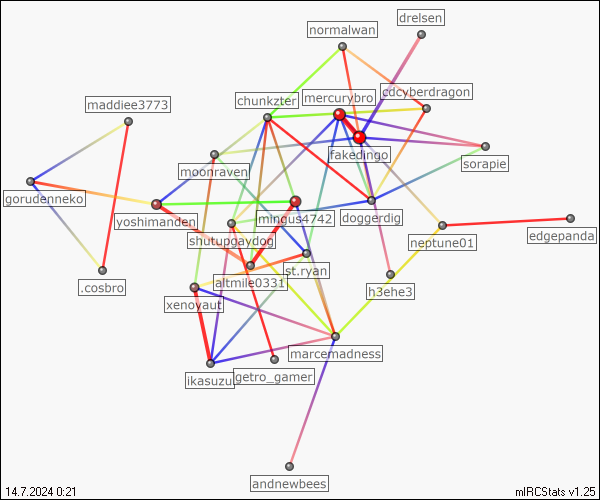 drelsen
normalwan
cdcyberdragon
mercurybro
chunkzter
maddiee3773
fakedingo
sorapie
moonraven
gorudenneko
yoshimanden
mingus4742
doggerdig
shutupgaydog
neptune01
edgepanda
st.ryan
altmile0331
.cosbro
h3ehe3
xenoyaut
marcemadness
ikasuzu
getro_gamer
andnewbees
14.7.2024 0:21
mIRCStats v1.25